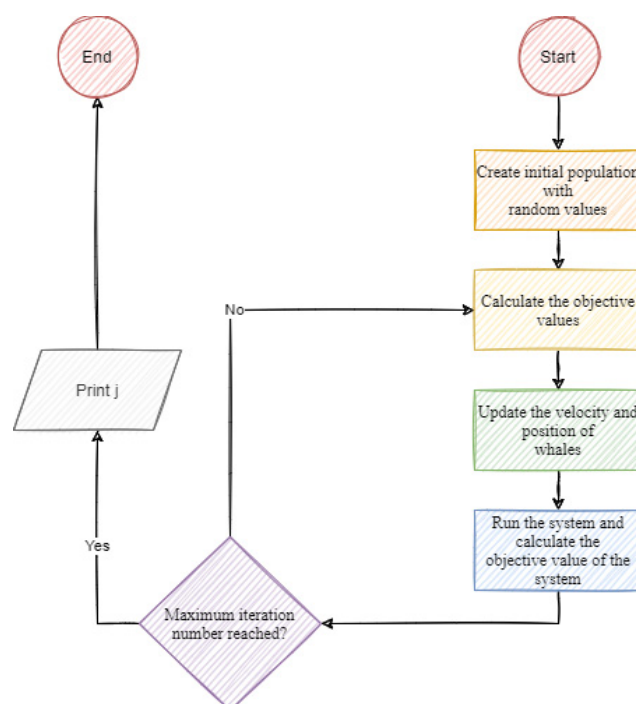 Start
Create initial population
with
random values
Calculate the objective
values
Update the velocity and
position of
whales
Run the system and
calculate the
objective value of the
system
Maximum iteration
number reached?
No
Yes
Print j
End